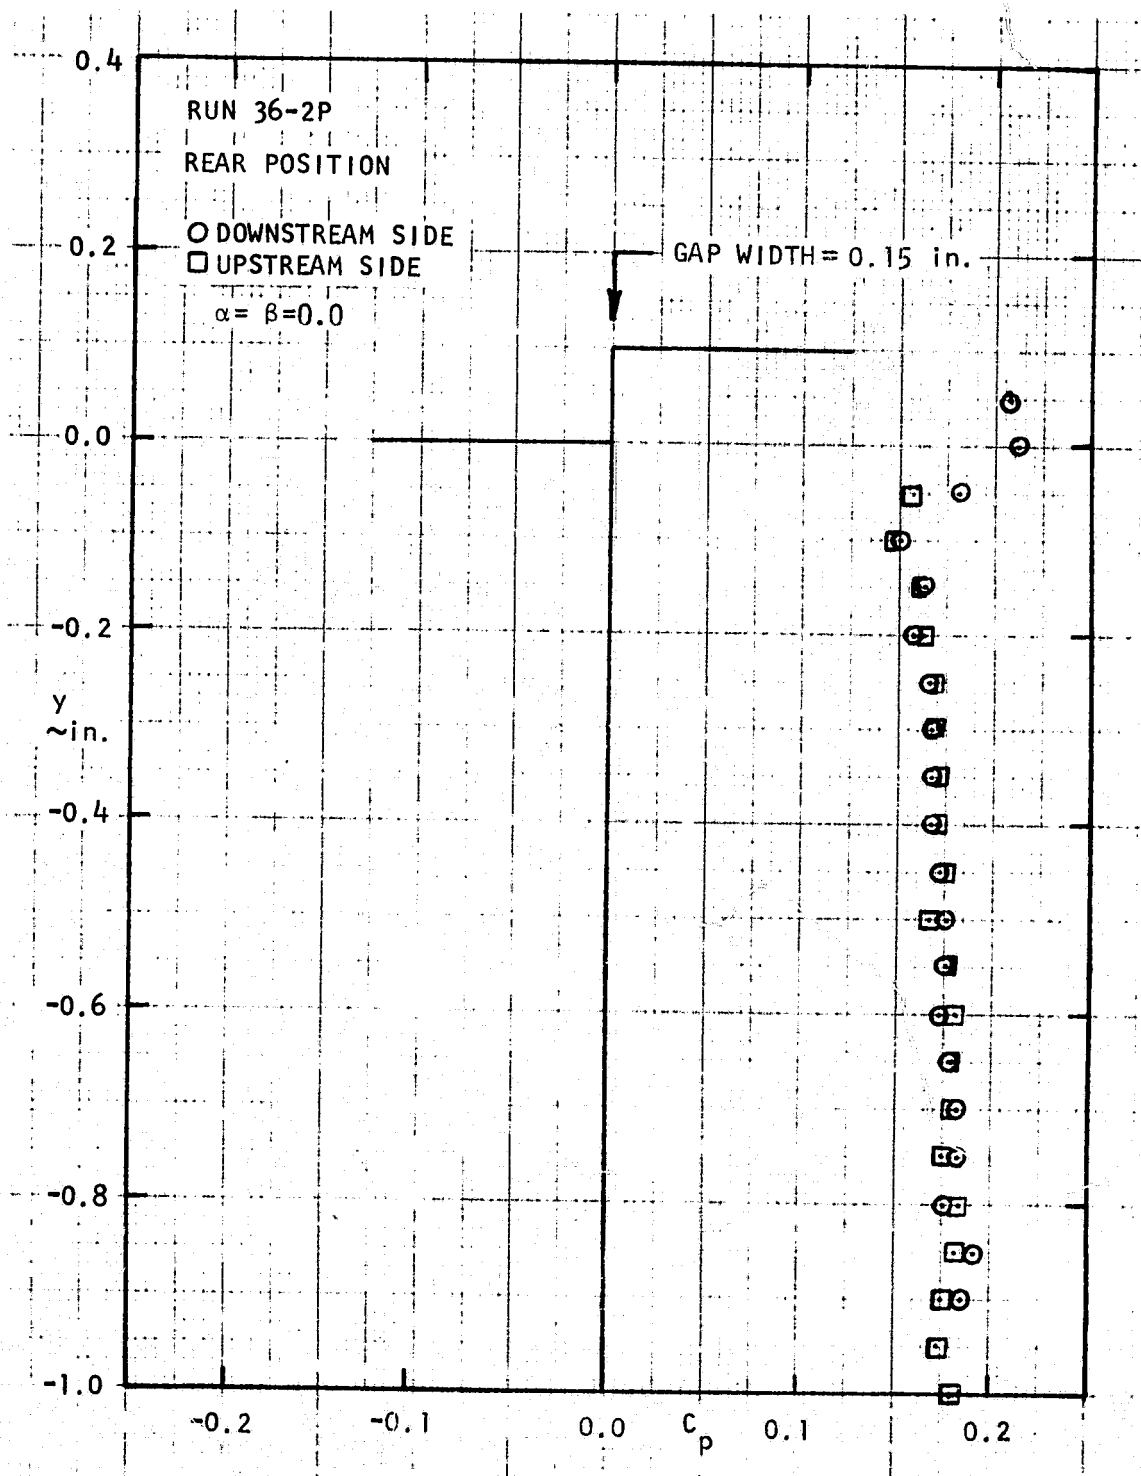 0.4
RUN 36-2P
REAR POSITION
O DOWNSTREAM SIDE
□ UPSTREAM SIDE
α= β=0.0
0.2
GAP WIDTH = 0.15 in.
0.0
-0.2
y
~in.
-0.4
-0.6
-0.8
-1.0
-0.2 -0.1 0.0 Cp 0.1 0.2